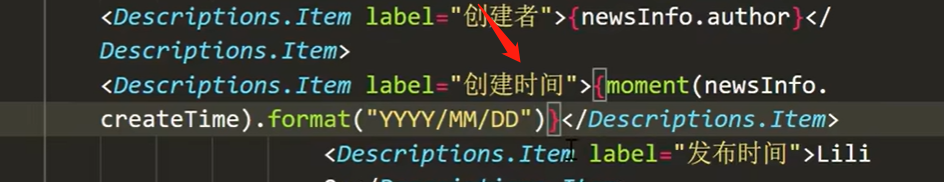 <Descriptions.Item label="创建者">{newsInfo.author}</
Descriptions.Item>
<Descriptions.Item label="创建时间">{moment(newsInfo.
createTime).format("YYYY/MM/DD")}</Descriptions.Item>
<Descriptions.Item label="发布时间">Lili